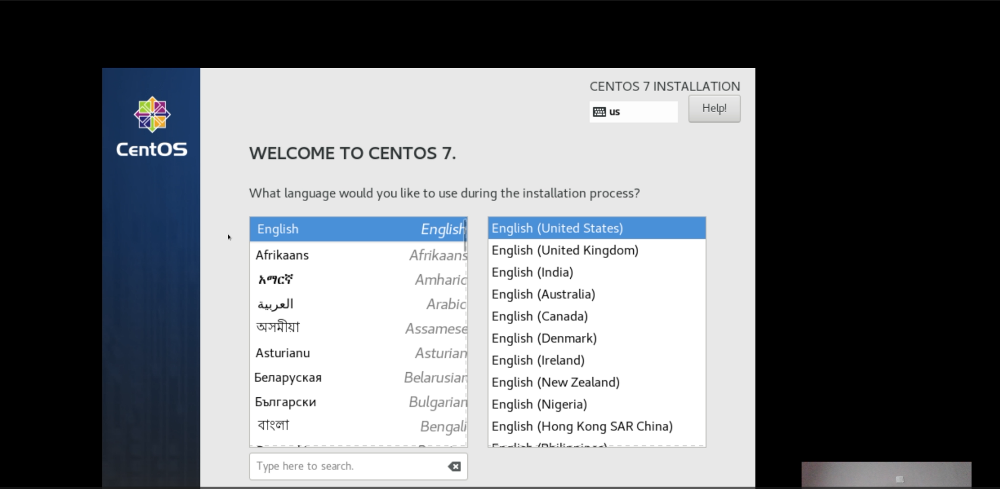 CentOS
CENTOS 7 INSTALLATION
us
Help!
WELCOME TO CENTOS 7.
What language would you like to use during the installation process?
English English
Afrikaans Afrikaans
አማርኛ Amharic
العربية Arabic
অসমীয়া Assamese
Asturianu Asturian
Беларуская Belarusian
Български Bulgarian
বাংলা Bengali
Type here to search.
English (United States)
English (United Kingdom)
English (India)
English (Australia)
English (Canada)
English (Denmark)
English (Ireland)
English (New Zealand)
English (Nigeria)
English (Hong Kong SAR China)
English (Philippines)